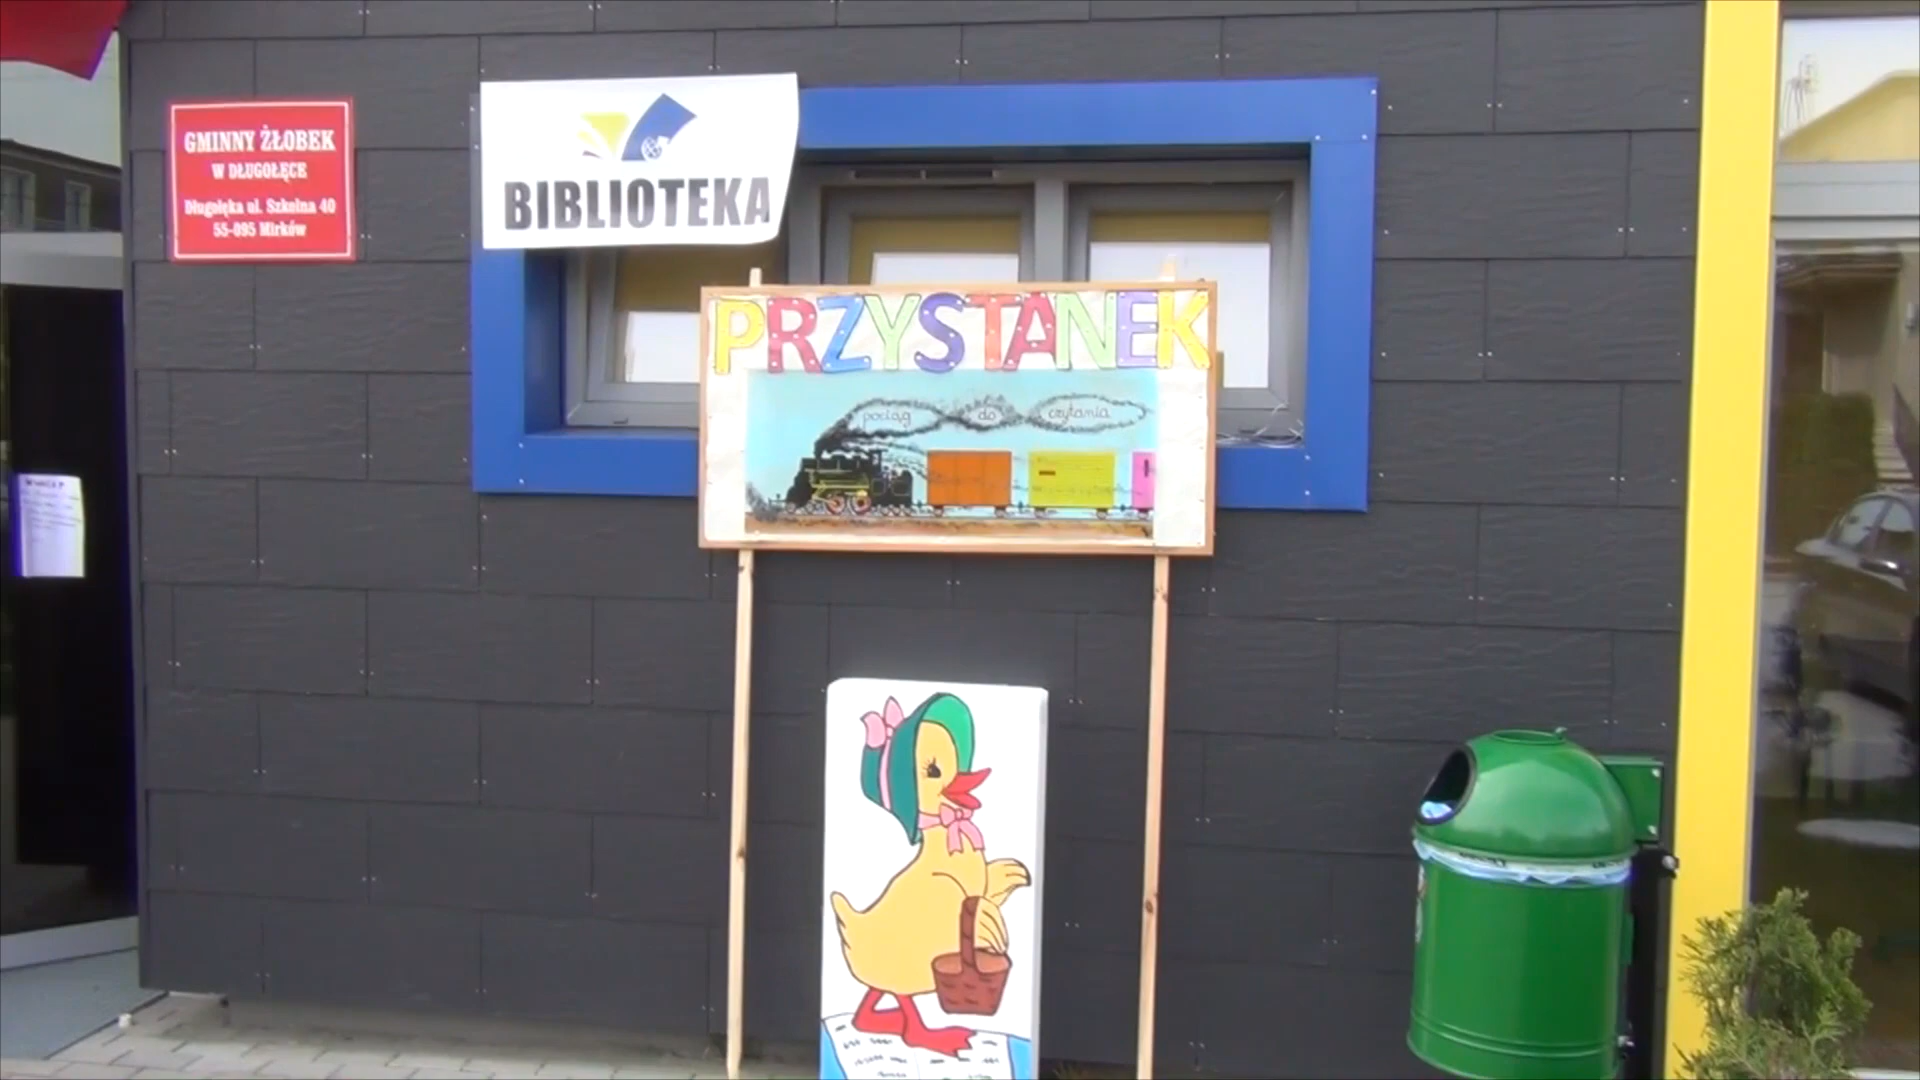 GMINNY ŻŁOBEK
W DŁUGOŁĘCE
Długołęka ul. Szkolna 40
55-095 Mirków
BIBLIOTEKA
PRZYSTANEK
pociąg do czytania